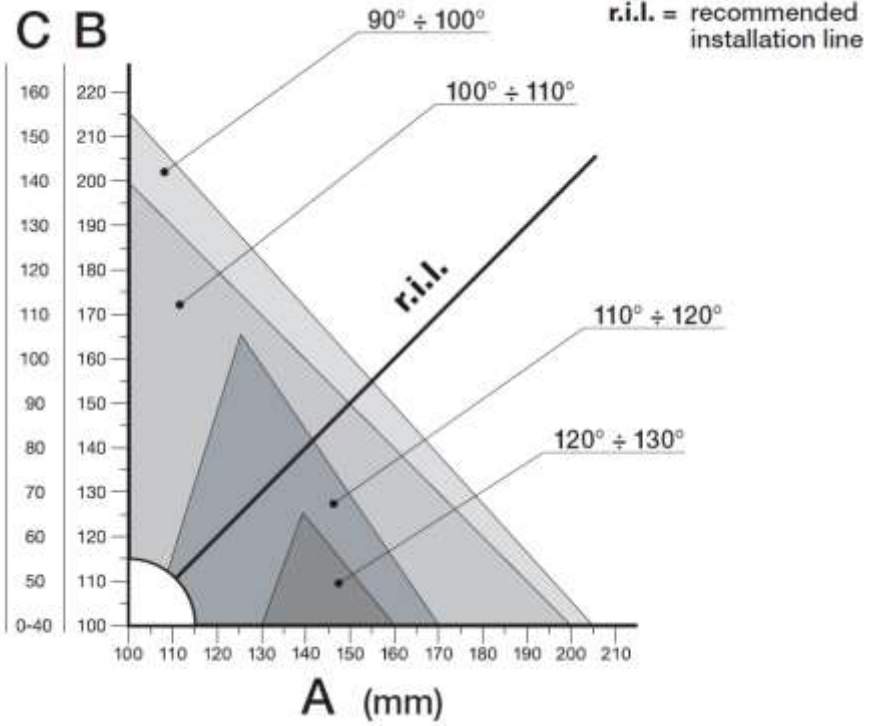 C B
90° ÷ 100°
r.i.l. = recommended
installation line
100° ÷ 110°
160 220
150 210
140 200
130 190
120 180
r.i.l.
110 170
110° ÷ 120°
100 160
90 150
80 140
120° ÷ 130°
70 130
60 120
50 110
0-40 100
100 110 120 130 140 150 160 170 180 190 200 210
A (mm)